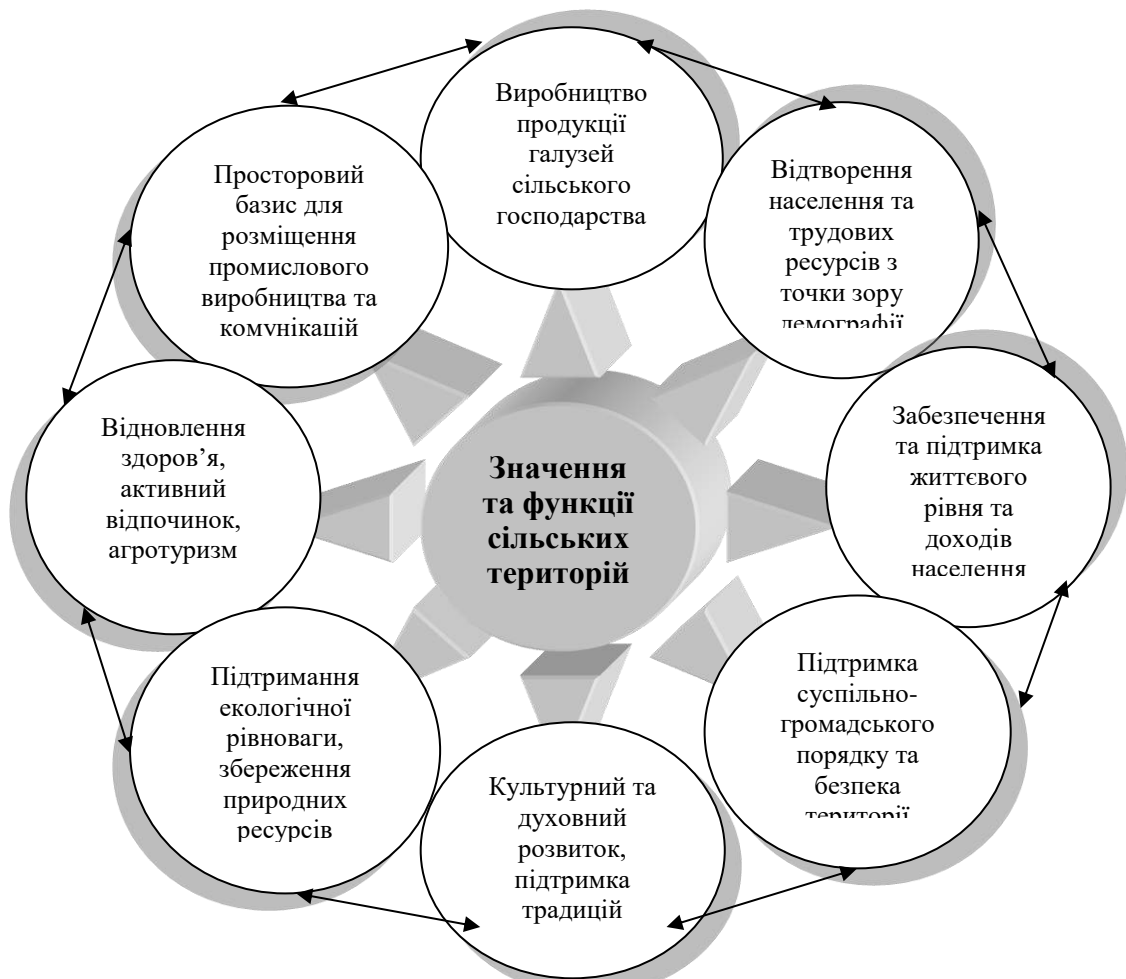 Виробництво
продукції
галузей
сільського
господарства
Відтворення
населення та
трудових
ресурсів з
точки зору
демографії
Забезпечення
та підтримка
життєвого
рівня та
доходів
населення
Підтримка
суспільно-
громадського
порядку та
безпека
території
Культурний та
духовний
розвиток,
підтримка
традицій
Підтримання
екологічної
рівноваги,
збереження
природних
ресурсів
Відновлення
здоров’я,
активний
відпочинок,
агротуризм
Просторовий
базис для
розміщення
промислового
виробництва та
комунікацій
Значення
та функції
сільських
територій